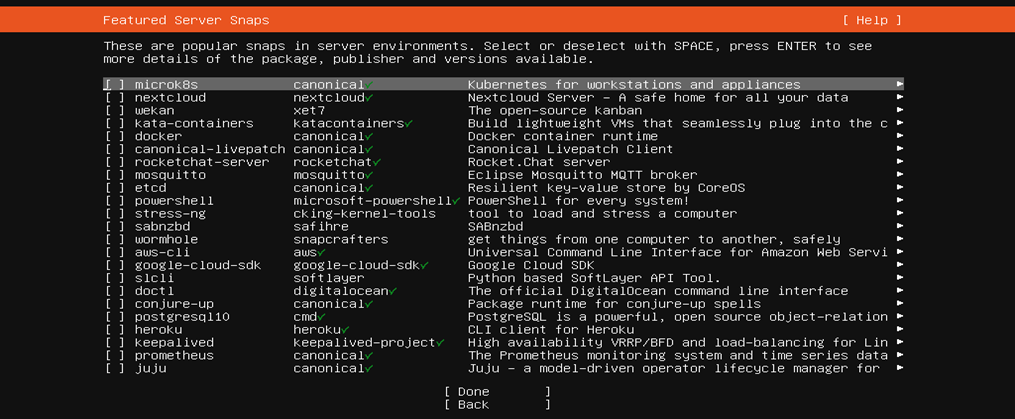 Featured Server Snaps [ Help ]
These are popular snaps in server environments. Select or deselect with SPACE, press ENTER to see
more details of the package, publisher and versions available.
[ ] microk8s canonical✓ Kubernetes for workstations and appliances ▸
[ ] nextcloud nextcloud✓ Nextcloud Server - A safe home for all your data ▸
[ ] wekan xet7 The open-source kanban ▸
[ ] kata-containers katacontainers✓ Build lightweight VMs that seamlessly plug into the c ▸
[ ] docker canonical✓ Docker container runtime ▸
[ ] canonical-livepatch canonical✓ Canonical Livepatch Client ▸
[ ] rocketchat-server rocketchat✓ Rocket.Chat server ▸
[ ] mosquitto mosquitto✓ Eclipse Mosquitto MQTT broker ▸
[ ] etcd canonical✓ Resilient key-value store by CoreOS ▸
[ ] powershell microsoft-powershell✓ PowerShell for every system! ▸
[ ] stress-ng cking-kernel-tools tool to load and stress a computer ▸
[ ] sabnzbd safihre SABnzbd ▸
[ ] wormhole snapcrafters get things from one computer to another, safely ▸
[ ] aws-cli aws✓ Universal Command Line Interface for Amazon Web Servi ▸
[ ] google-cloud-sdk google-cloud-sdk✓ Google Cloud SDK ▸
[ ] slcli softlayer Python based SoftLayer API Tool. ▸
[ ] doctl digitalocean✓ The official DigitalOcean command line interface ▸
[ ] conjure-up canonical✓ Package runtime for conjure-up spells ▸
[ ] postgresql10 cmd✓ PostgreSQL is a powerful, open source object-relation ▸
[ ] heroku heroku✓ CLI client for Heroku ▸
[ ] keepalived keepalived-project✓ High availability VRRP/BFD and load-balancing for Lin ▸
[ ] prometheus canonical✓ The Prometheus monitoring system and time series data ▸
[ ] juju canonical✓ Juju - a model-driven operator lifecycle manager for ▸
[ Done ]
[ Back ]